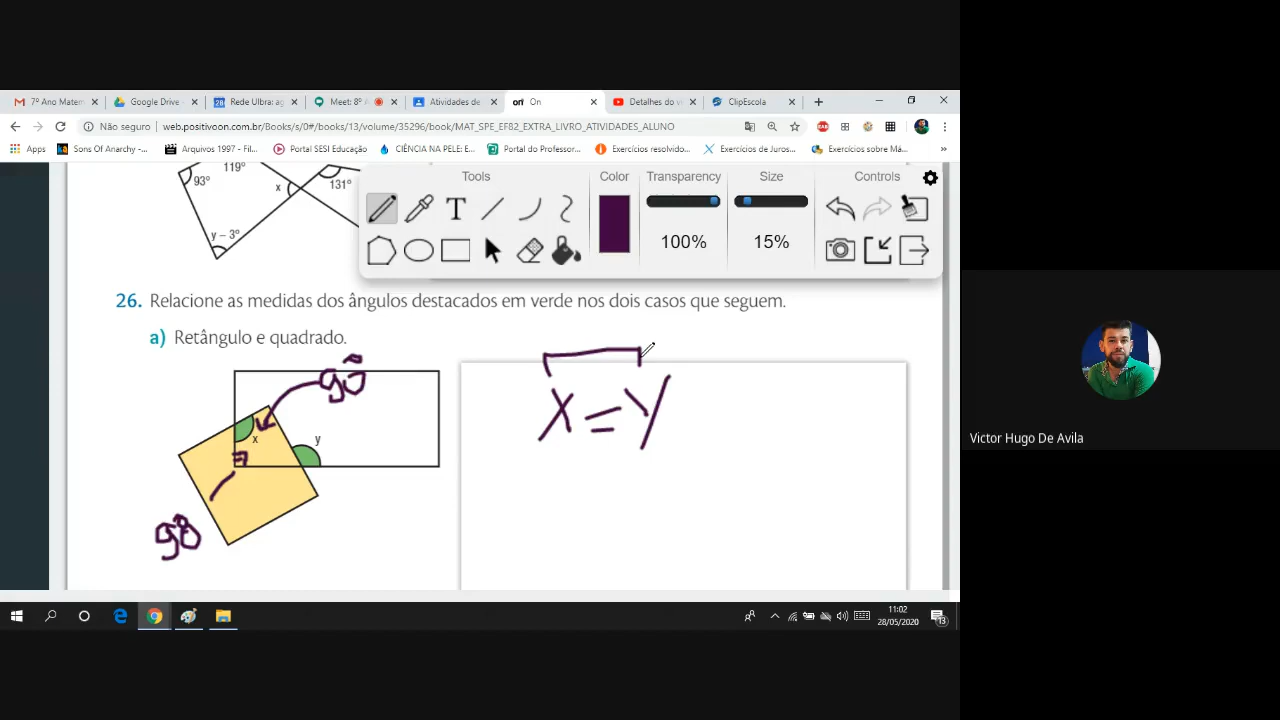 7º Ano Matem
Google Drive -
Rede Ulbra: ag
Meet: 8º A
Atividades de
On
Detalhes do ví
ClipEscola
Não seguro
web.positivoon.com.br/Books/s/0#/books/13/volume/35296/book/MAT_SPE_EF82_EXTRA_LIVRO_ATIVIDADES_ALUNO
Apps
Sons Of Anarchy -...
Arquivos 1997 - Fil...
Portal SESI Educação
CIÊNCIA NA PELE: E...
Portal do Professor...
Exercícios resolvido...
Exercícios de Juros...
Exercícios sobre Má...
»
Tools
Color
Transparency
Size
Controls
100%
15%
119°
93°
x
131°
y – 3°
26. Relacione as medidas dos ângulos destacados em verde nos dois casos que seguem.
a) Retângulo e quadrado.
90°
x
y
90°
X = Y
Victor Hugo De Avila
11:02
28/05/2020
13